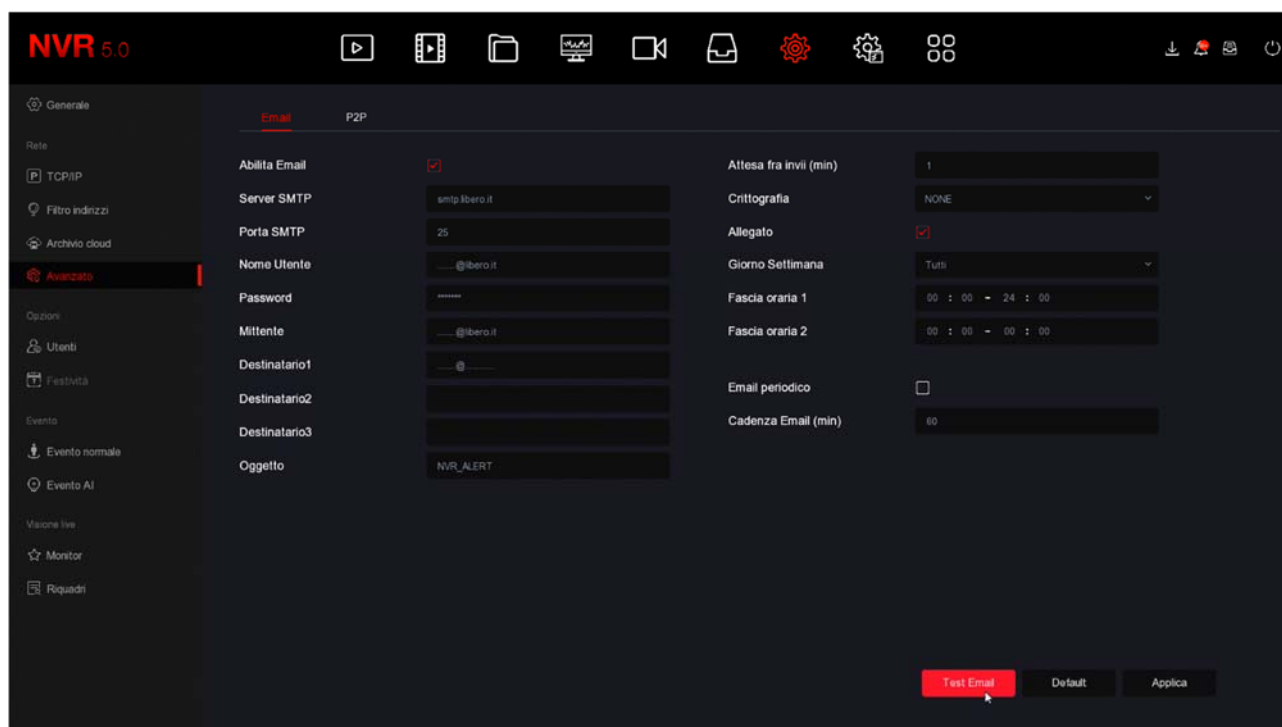 NVR 5.0
Generale
Rete
TCP/IP
Filtro indirizzi
Archivio cloud
Avanzato
Opzioni
Utenti
Festività
Evento
Evento normale
Evento AI
Visione live
Monitor
Riquadri
Email P2P
Abilita Email
Server SMTP smtp.libero.it
Porta SMTP 25
Nome Utente ......@libero.it
Password *******
Mittente ......@libero.it
Destinatario1 ......@.........
Destinatario2
Destinatario3
Oggetto NVR_ALERT
Attesa fra invii (min) 1
Crittografia NONE
Allegato
Giorno Settimana Tutti
Fascia oraria 1 00 : 00 - 24 : 00
Fascia oraria 2 00 : 00 - 00 : 00
Email periodico
Cadenza Email (min) 60
Test Email Default Applica